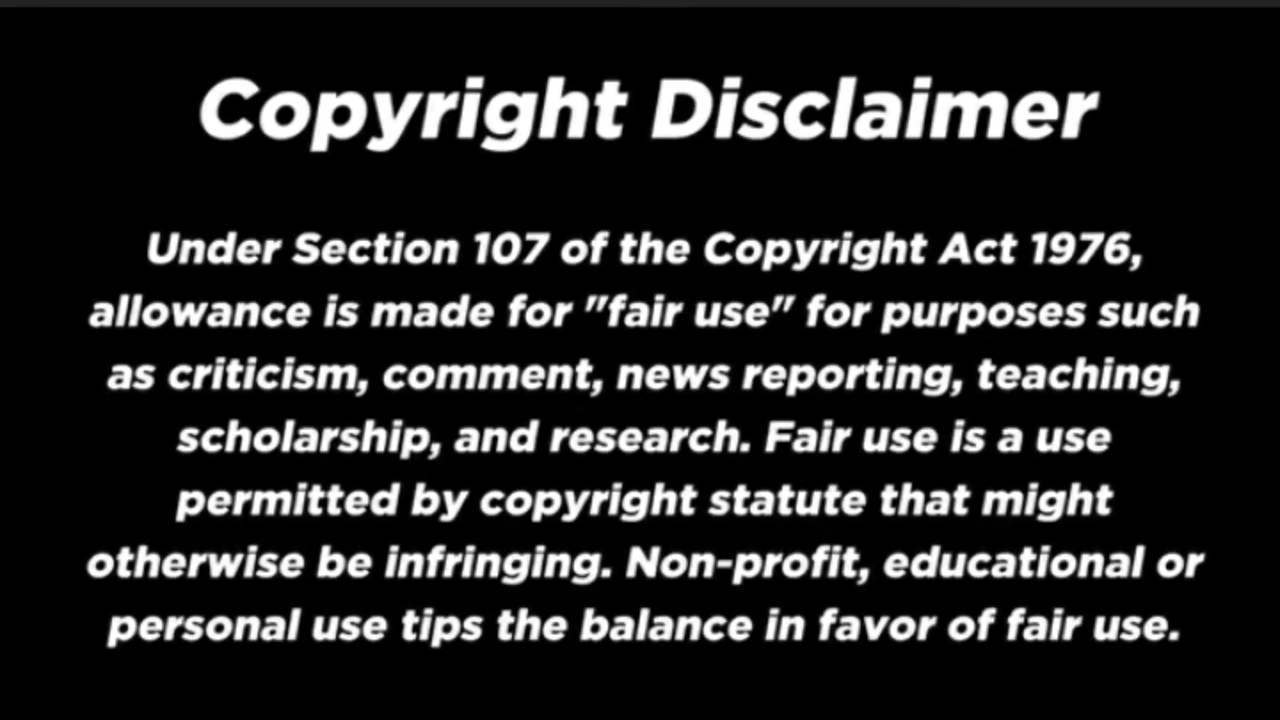 Copyright Disclaimer
Under Section 107 of the Copyright Act 1976,
allowance is made for "fair use" for purposes such
as criticism, comment, news reporting, teaching,
scholarship, and research. Fair use is a use
permitted by copyright statute that might
otherwise be infringing. Non-profit, educational or
personal use tips the balance in favor of fair use.